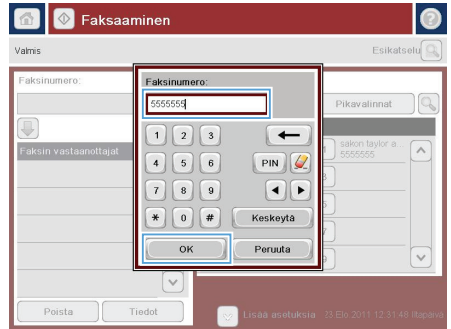 Faksaaminen
Valmis
Esikatselu
Faksinumero:
Faksin vastaanottajat
Faksinumero:
5555555
1 2 3
4 5 6 PIN
7 8 9
* 0 # Keskeytä
OK Peruuta
Pikavalinnat
5555555
Poista Tiedot
Lisää asetuksia